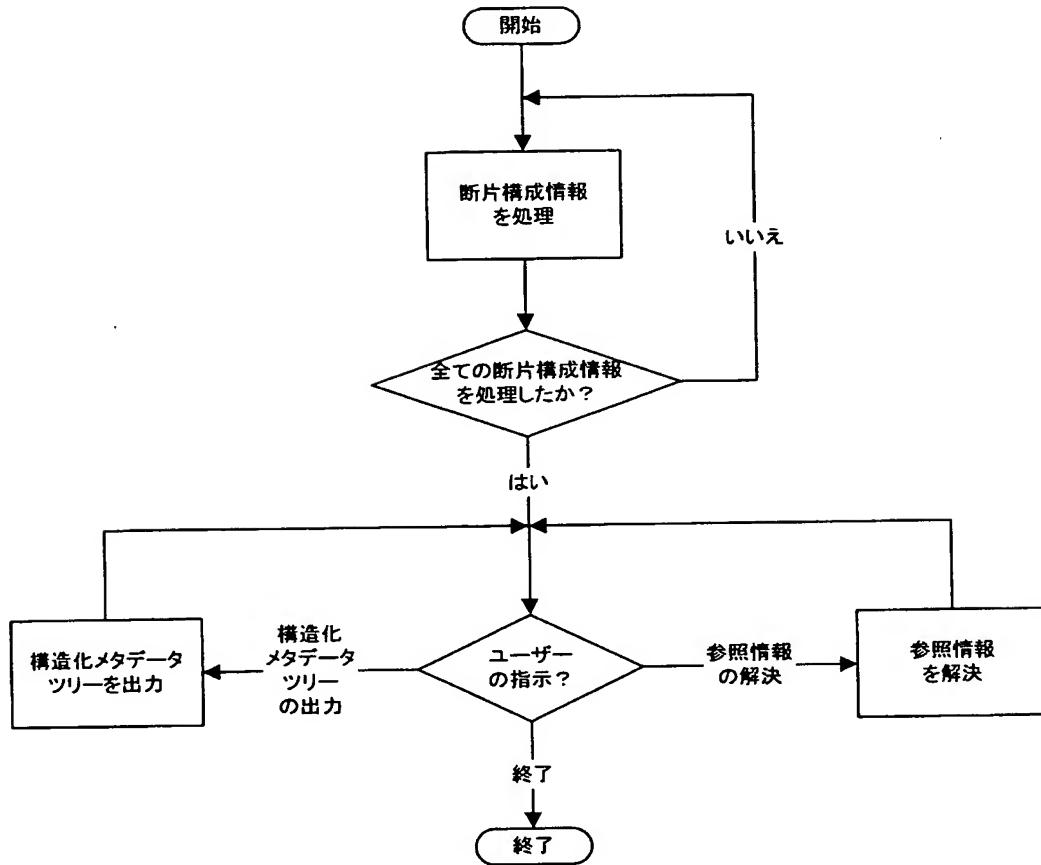 開始
断片構成情報
を処理
いいえ
全ての断片構成情報
を処理したか？
はい
構造化メタデータ
ツリーを出力
構造化
メタデータ
ツリー
の出力
ユーザー
の指示？
参照情報
の解決
参照情報
を解決
終了
終了